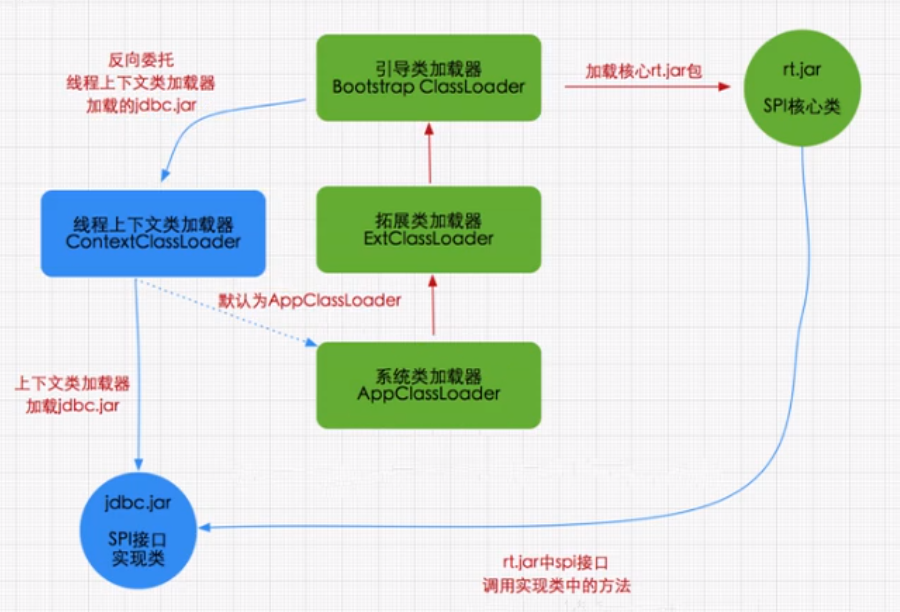 反向委托
线程上下文类加载器
加载的jdbc.jar
引导类加载器
Bootstrap ClassLoader
加载核心rt.jar包
rt.jar
SPI核心类
线程上下文类加载器
ContextClassLoader
拓展类加载器
ExtClassLoader
默认为AppClassLoader
系统类加载器
AppClassLoader
上下文类加载器
加载jdbc.jar
jdbc.jar
SPI接口
实现类
rt.jar中spi接口
调用实现类中的方法